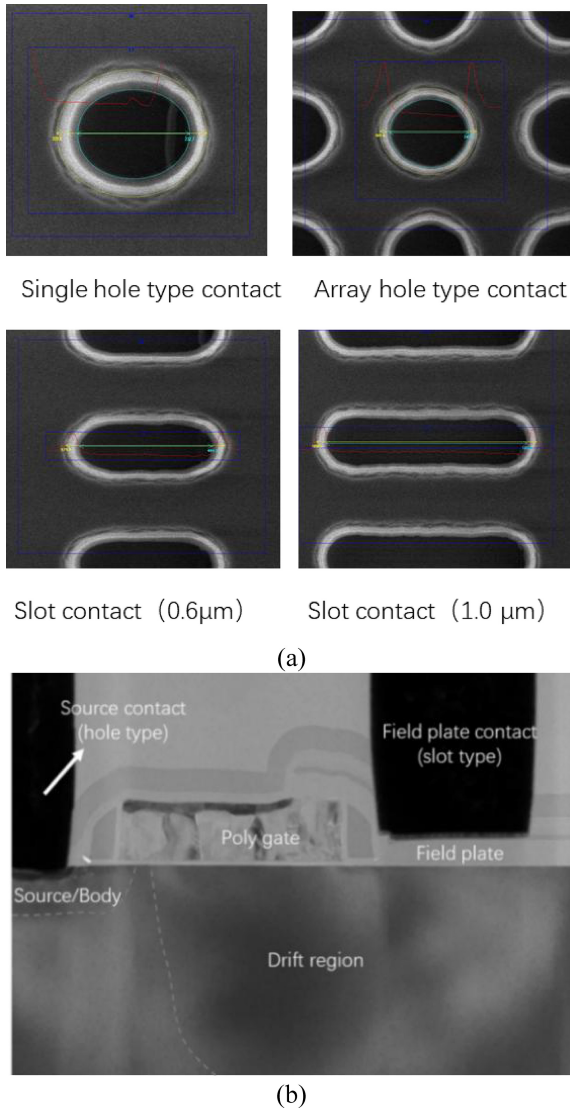 Single hole type contact
Array hole type contact
Slot contact（0.6μm）
Slot contact（1.0 μm）
(a)
Source contact
(hole type)
Field plate contact
(slot type)
Poly gate
Field plate
Source/Body
Drift region
(b)